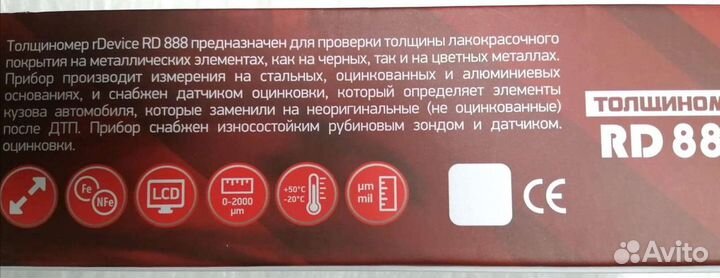 Толщиномер rDevice RD 888 предназначен для проверки толщины лакокрасочного
покрытия на металлических элементах, как на черных, так и на цветных металлах.
Прибор производит измерения на стальных, оцинкованных и алюминиевых
основаниях, и снабжен датчиком оцинковки, который определяет элементы
кузова автомобиля, которые заменили на неоригинальные (не оцинкованные)
после ДТП. Прибор снабжен износостойким рубиновым зондом и датчиком.
оцинковки.
ТОЛЩИНОМ
RD 88
Fe
NFe
LCD
0-2000
µm
+50°C
-20°C
µm
mil
CE
Avito